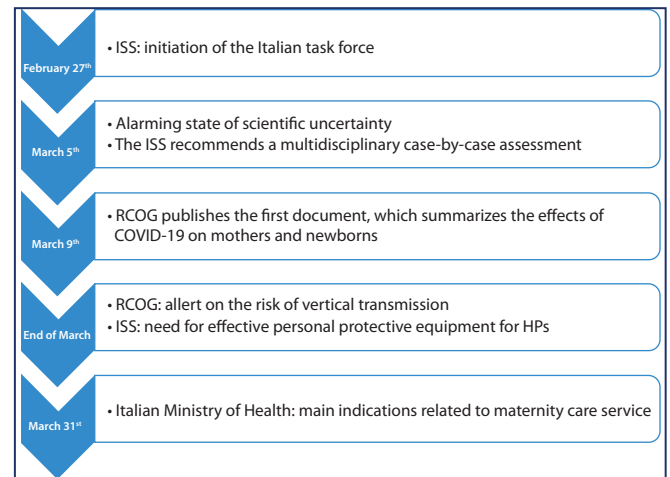 February 27th
• ISS: initiation of the Italian task force
March 5th
• Alarming state of scientific uncertainty
• The ISS recommends a multidisciplinary case-by-case assessment
March 9th
• RCOG publishes the first document, which summarizes the effects of
COVID-19 on mothers and newborns
End of March
• RCOG: allert on the risk of vertical transmission
• ISS: need for effective personal protective equipment for HPs
March 31st
• Italian Ministry of Health: main indications related to maternity care service